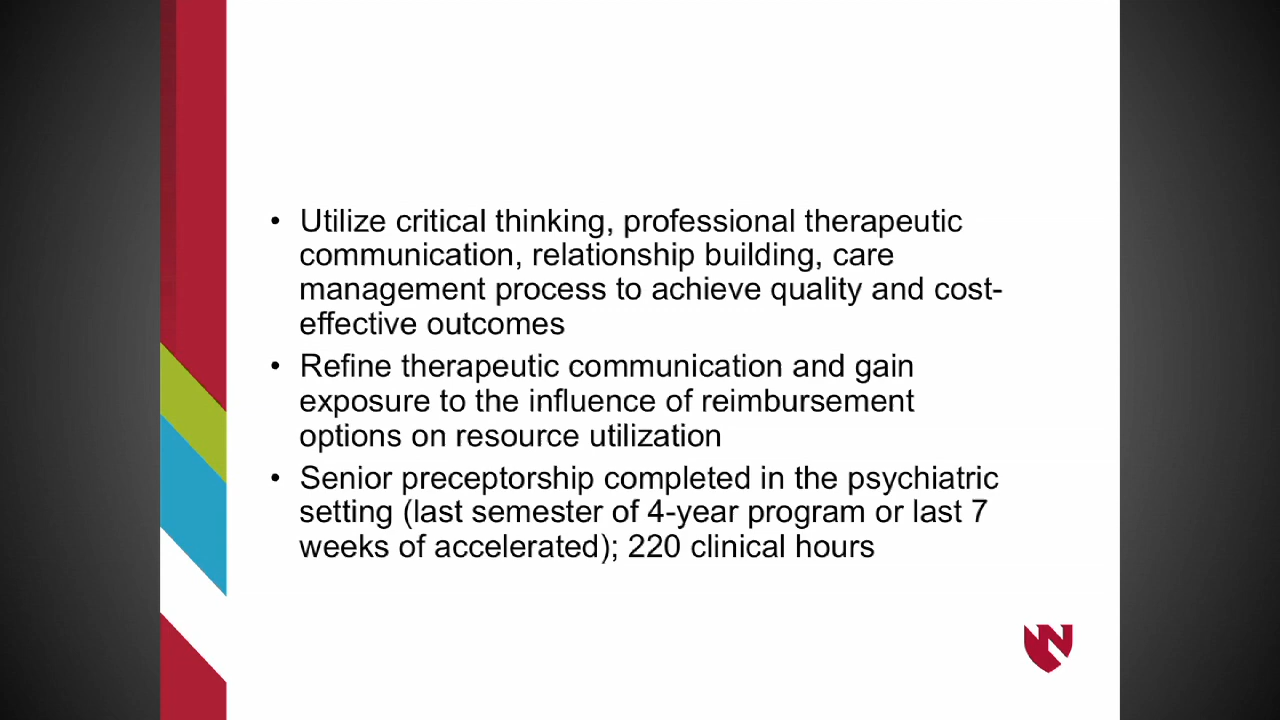 • Utilize critical thinking, professional therapeutic
communication, relationship building, care
management process to achieve quality and cost-
effective outcomes
• Refine therapeutic communication and gain
exposure to the influence of reimbursement
options on resource utilization
• Senior preceptorship completed in the psychiatric
setting (last semester of 4-year program or last 7
weeks of accelerated); 220 clinical hours
N